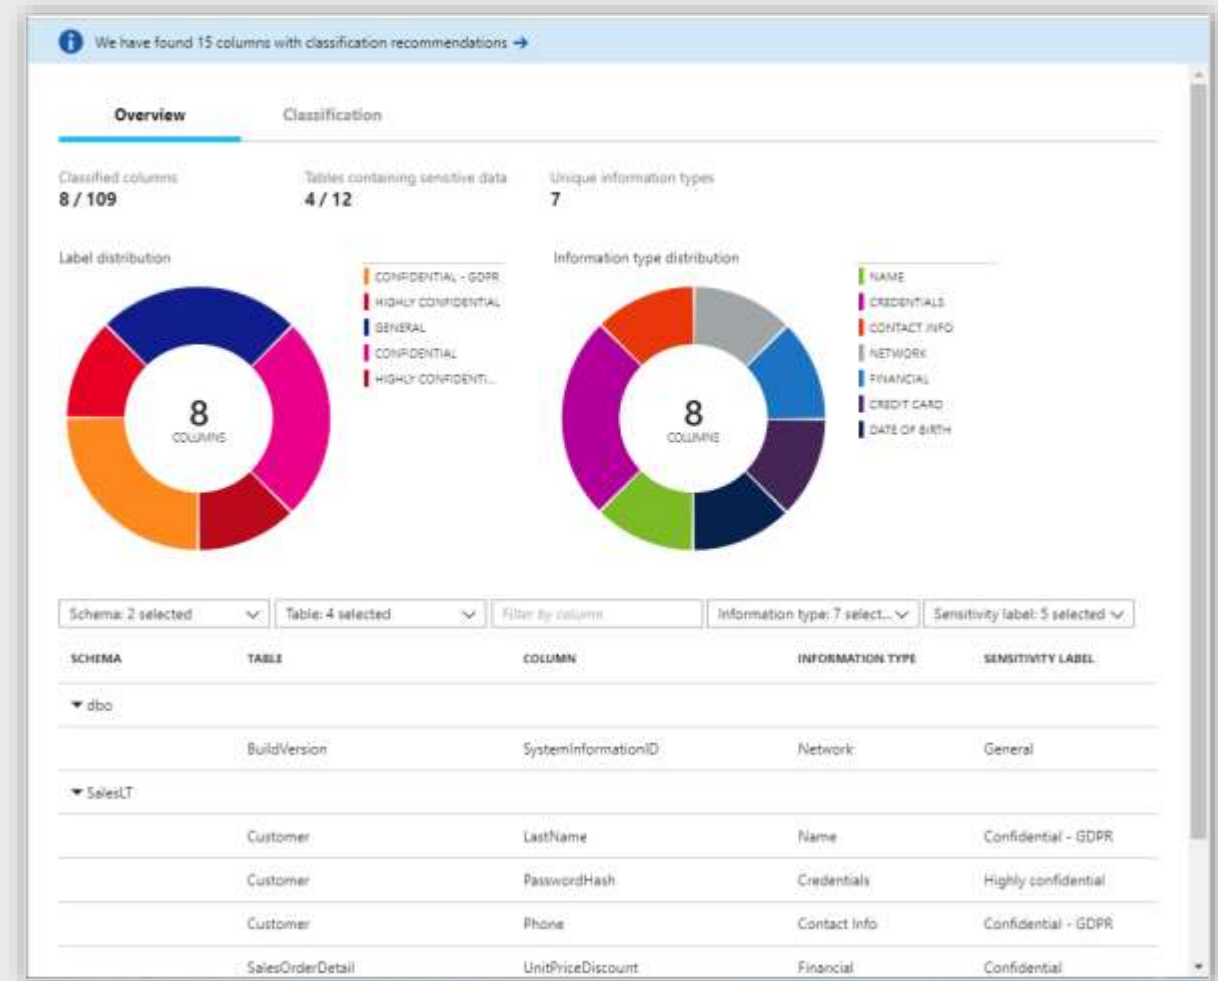 We have found 15 columns with classification recommendations →
Overview Classification
Classified columns Tables containing sensitive data Unique information types
8 / 109 4 / 12 7
Label distribution Information type distribution
CONFIDENTIAL - GDPR
HIGHLY CONFIDENTIAL
GENERAL
CONFIDENTIAL
HIGHLY CONFIDENTI...
8
COLUMNS
NAME
CREDENTIALS
CONTACT INFO
NETWORK
FINANCIAL
CREDIT CARD
DATE OF BIRTH
8
COLUMNS
Schema: 2 selected Table: 4 selected Filter by column Information type: 7 select... Sensitivity label: 5 selected
SCHEMA TABLE COLUMN INFORMATION TYPE SENSITIVITY LABEL
dbo
BuildVersion SystemInformationID Network General
SalesLT
Customer LastName Name Confidential - GDPR
Customer PasswordHash Credentials Highly confidential
Customer Phone Contact Info Confidential - GDPR
SalesOrderDetail UnitPriceDiscount Financial Confidential